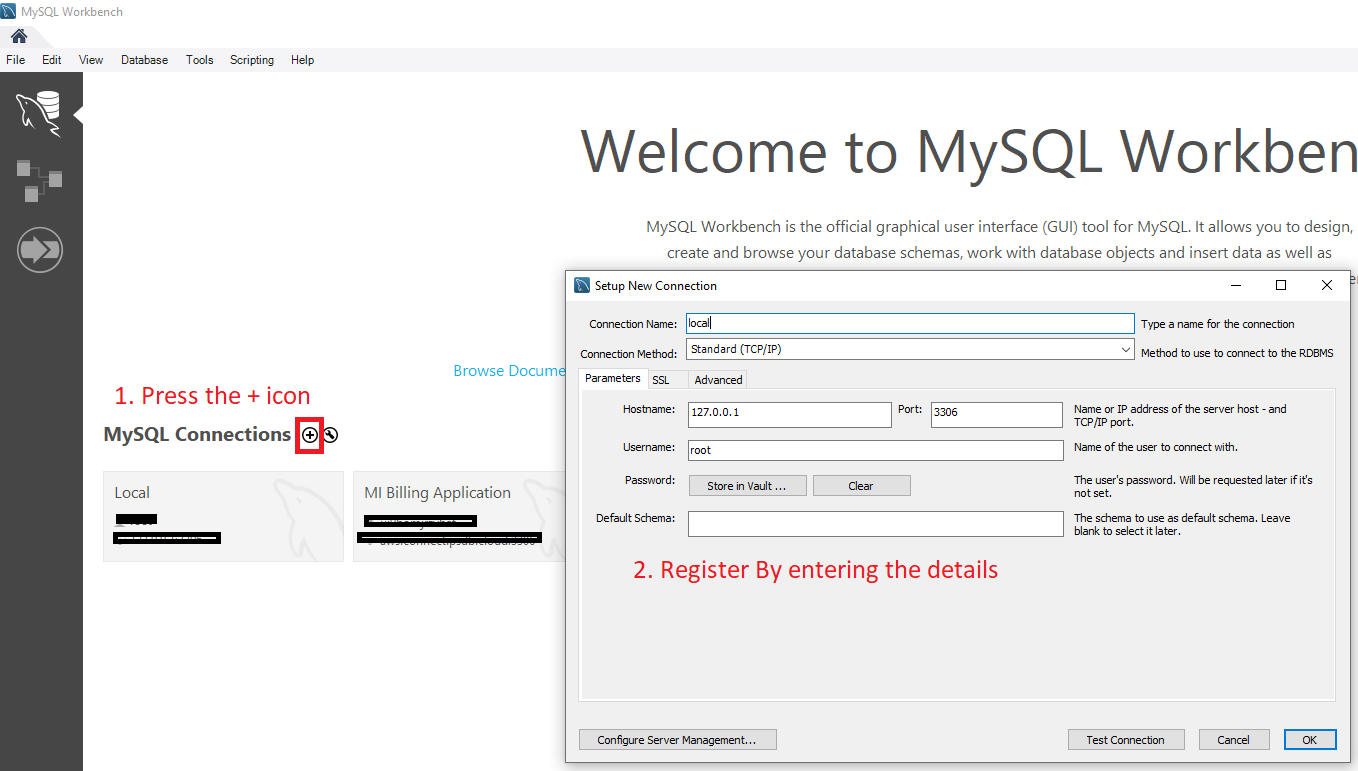 MySQL Workbench
File Edit View Database Tools Scripting Help
Welcome to MySQL Workben
MySQL Workbench is the official graphical user interface (GUI) tool for MySQL. It allows you to design,
create and browse your database schemas, work with database objects and insert data as well as
Browse Docume
1. Press the + icon
MySQL Connections
Local
MI Billing Application
Setup New Connection
Connection Name: local Type a name for the connection
Connection Method: Standard (TCP/IP) Method to use to connect to the RDBMS
Parameters SSL Advanced
Hostname: 127.0.0.1 Port: 3306 Name or IP address of the server host - and
TCP/IP port.
Username: root Name of the user to connect with.
Password: Store in Vault ... Clear The user's password. Will be requested later if it's
not set.
Default Schema: The schema to use as default schema. Leave
blank to select it later.
2. Register By entering the details
Configure Server Management... Test Connection Cancel OK